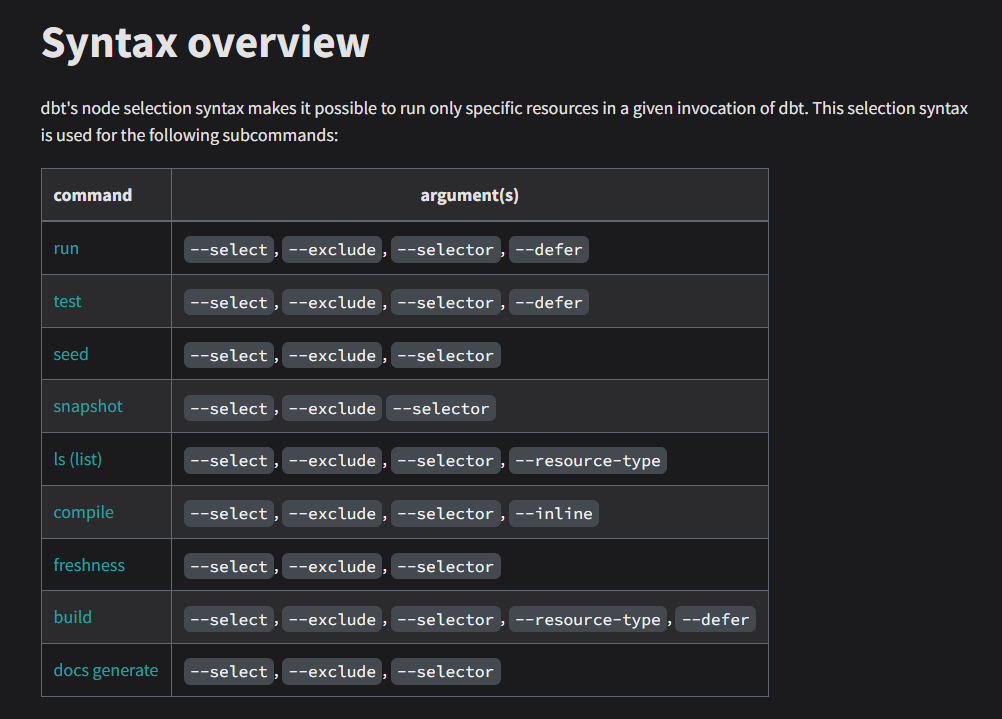 Syntax overview
dbt's node selection syntax makes it possible to run only specific resources in a given invocation of dbt. This selection syntax
is used for the following subcommands:
command argument(s)
run --select, --exclude, --selector, --defer
test --select, --exclude, --selector, --defer
seed --select, --exclude, --selector
snapshot --select, --exclude --selector
ls (list) --select, --exclude, --selector, --resource-type
compile --select, --exclude, --selector, --inline
freshness --select, --exclude, --selector
build --select, --exclude, --selector, --resource-type, --defer
docs generate --select, --exclude, --selector